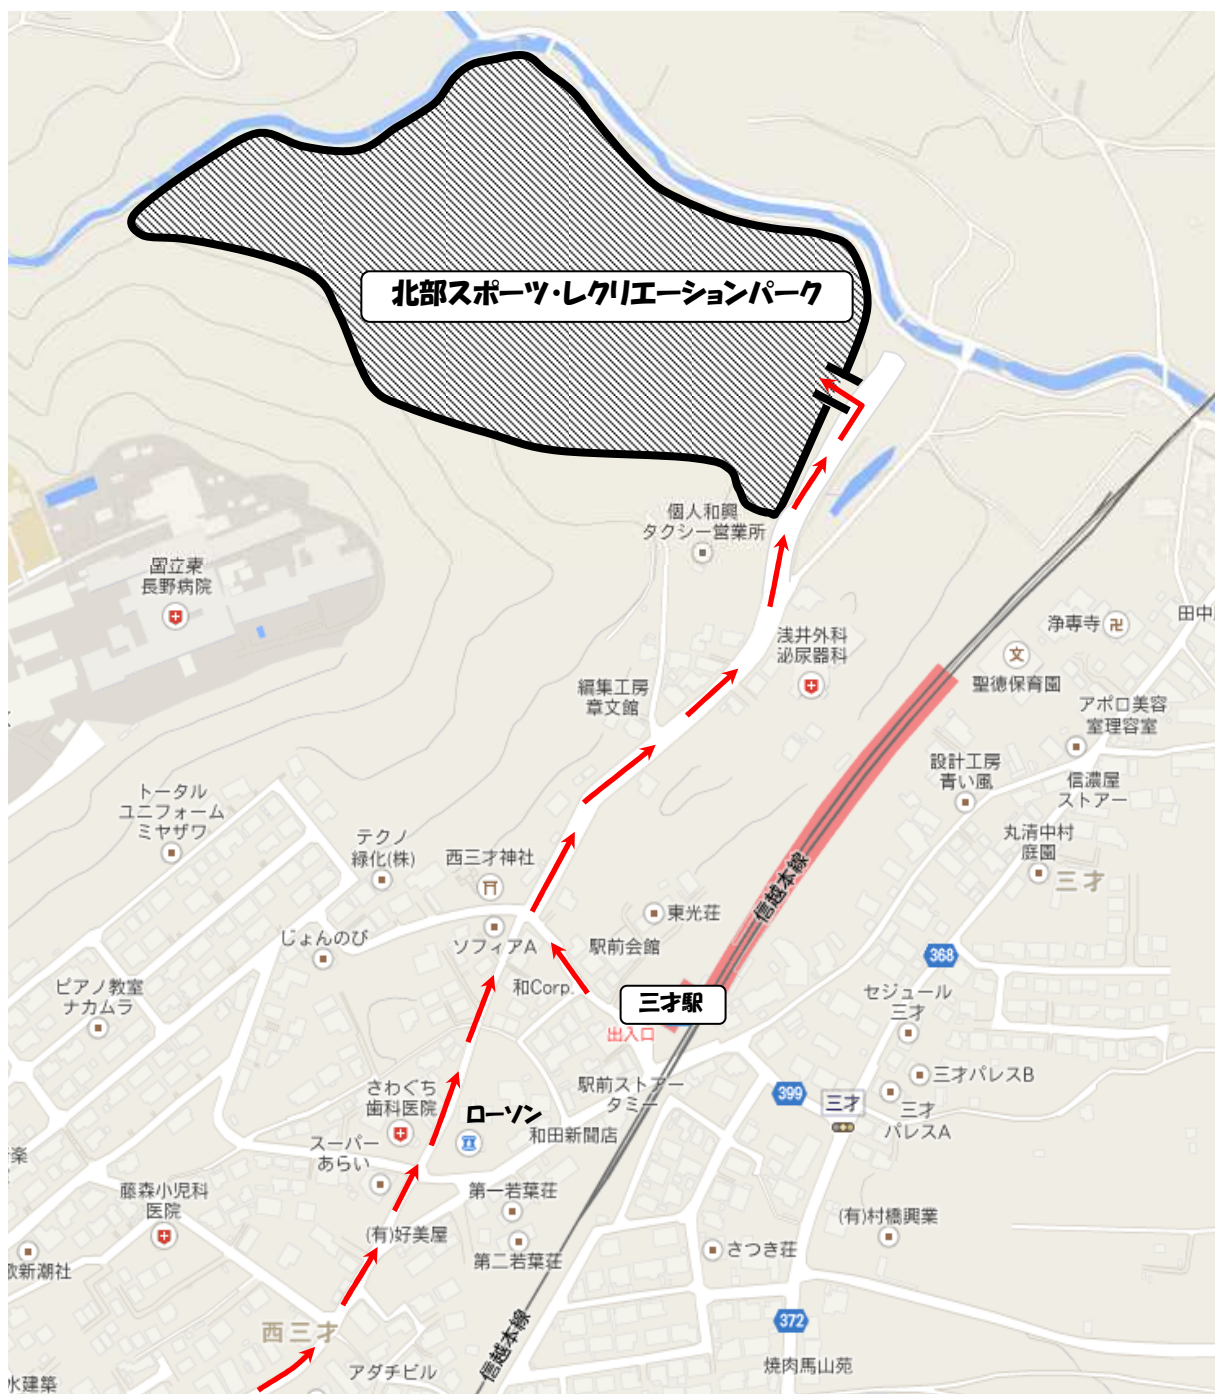 北部スポーツ・レクリエーションパーク
個人和興
タクシー営業所
国立東
長野病院
浅井外科
泌尿器科
浄専寺
田中
聖徳保育園
編集工房
章文館
アポロ美容
室理容室
設計工房
青い風
信濃屋
ストアー
トータル
ユニフォーム
ミヤザワ
テクノ
緑化(株)
西三才神社
丸清中村
庭園
三才
信越本線
東光荘
じょんのび
ソフィアA
駅前会館
368
ピアノ教室
ナカムラ
和Corp.
三才駅
出入口
セジュール
三才
駅前ストアー
タミー
三才パレスB
399
三才
三才
パレスA
さわぐち
歯科医院
ローソン
和田新聞店
スーパー
あらい
楽
藤森小児科
医院
第一若葉荘
(有)好美屋
(有)村橋興業
第二若葉荘
さつき荘
歌新潮社
西三才
信越本線
372
アダチビル
焼肉馬山苑
水建築